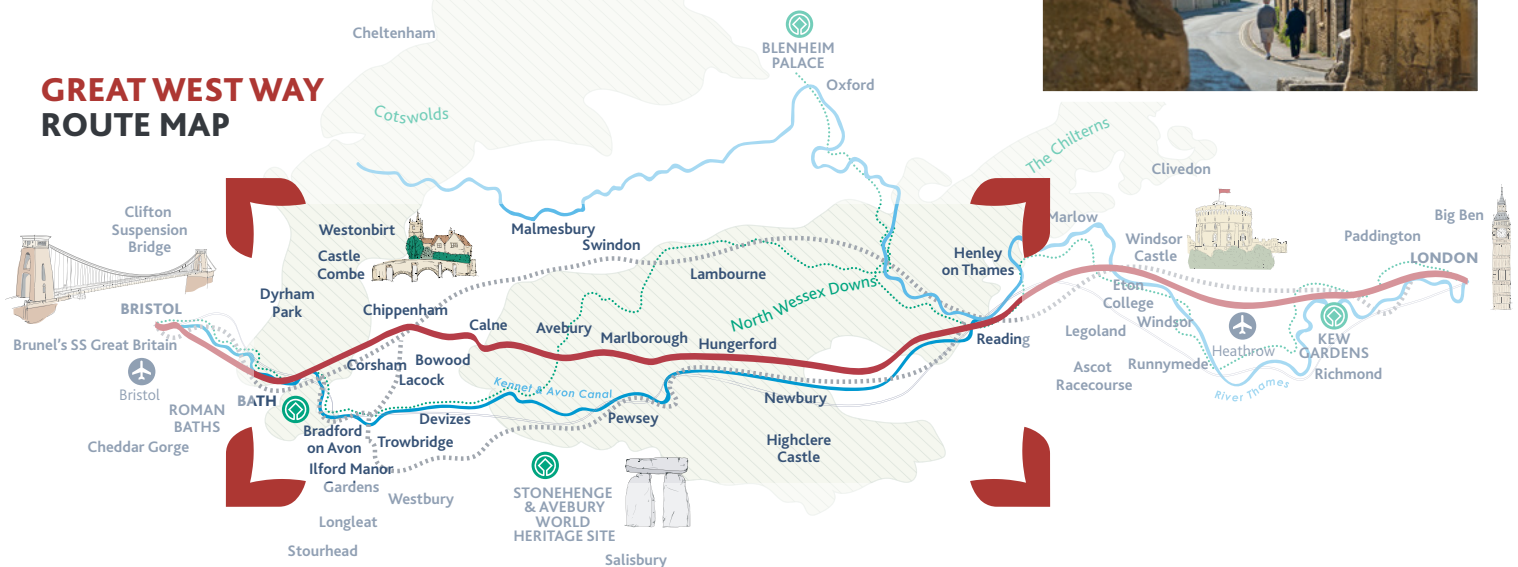 GREAT WEST WAY
ROUTE MAP
Cheltenham
Cotswolds
BLENHEIM
PALACE
Oxford
The Chilterns
Clivedon
Clifton
Suspension
Bridge
Westonbirt
Castle
Combe
Malmesbury
Swindon
Dyrham
Park
Chippenham
Lambourne
North Wessex Downs
Henley
on Thames
Marlow
Windsor
Castle
Paddington
Big Ben
LONDON
BRISTOL
Brunel's SS Great Britain
Bristol
Calne
Avebury
Marlborough
Hungerford
Reading
Eton
College
Windsor
Legoland
Heathrow
KEW
GARDENS
Richmond
Runnymede
Ascot
Racecourse
River Thames
Corsham
Bowood
Lacock
Kennet & Avon Canal
BATH
ROMAN
BATHS
Cheddar Gorge
Bradford
on Avon
Devizes
Trowbridge
Pewsey
Newbury
Highclere
Castle
Ilford Manor
Gardens
Westbury
Longleat
Stourhead
STONEHENGE
& AVEBURY
WORLD
HERITAGE SITE
Salisbury